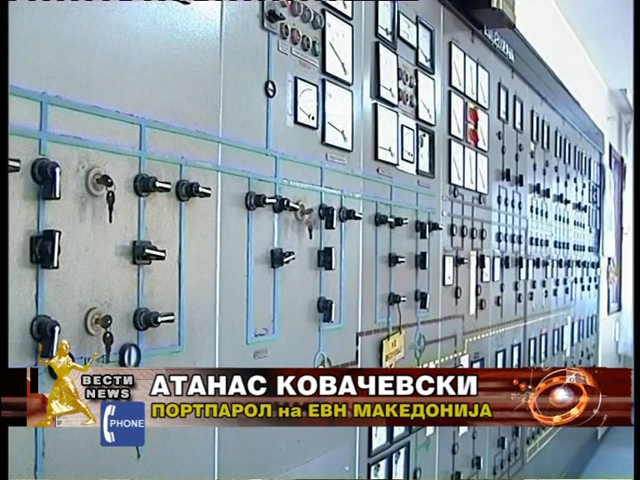 ВЕСТИ
NEWS
PHONE
АТАНАС КОВАЧЕВСКИ
ПОРТПАРОЛ на ЕВН МАКЕДОНИЈА